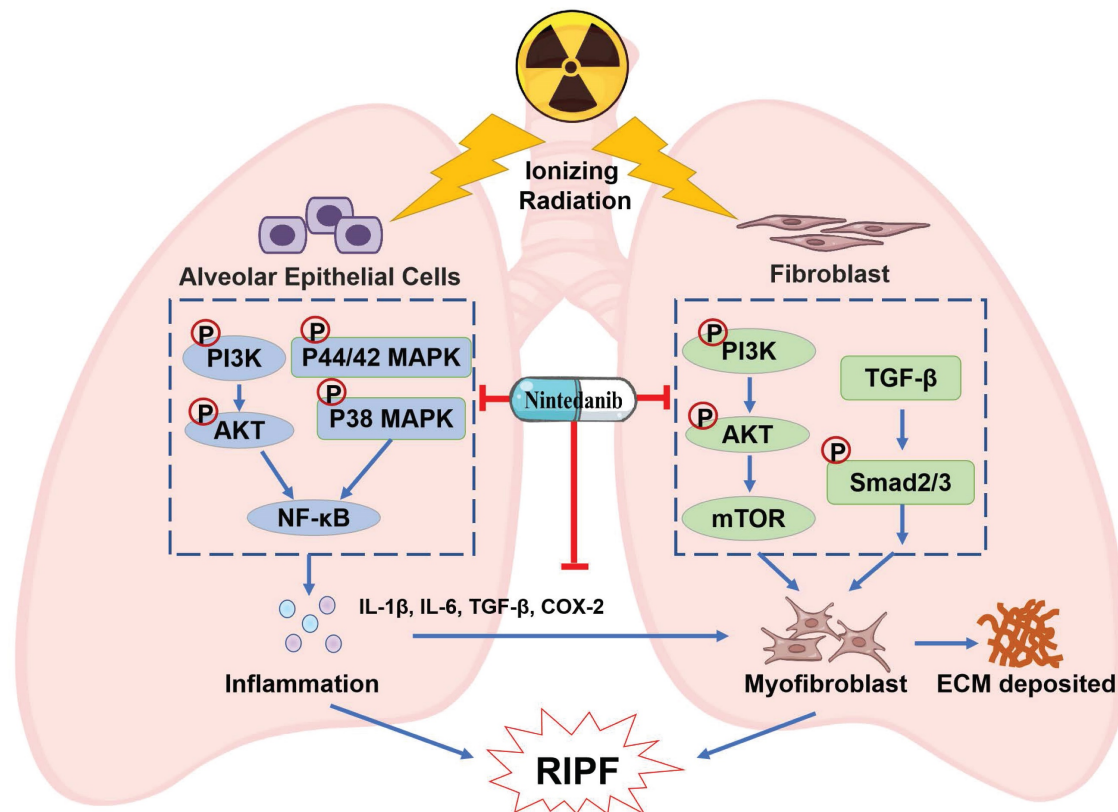 Ionizing
Radiation
Alveolar Epithelial Cells
Fibroblast
P
PI3K
P
P44/42 MAPK
P
AKT
P
P38 MAPK
NF-κB
Nintedanib
P
PI3K
P
AKT
mTOR
TGF-β
P
Smad2/3
IL-1β, IL-6, TGF-β, COX-2
Inflammation
Myofibroblast
ECM deposited
RIPF